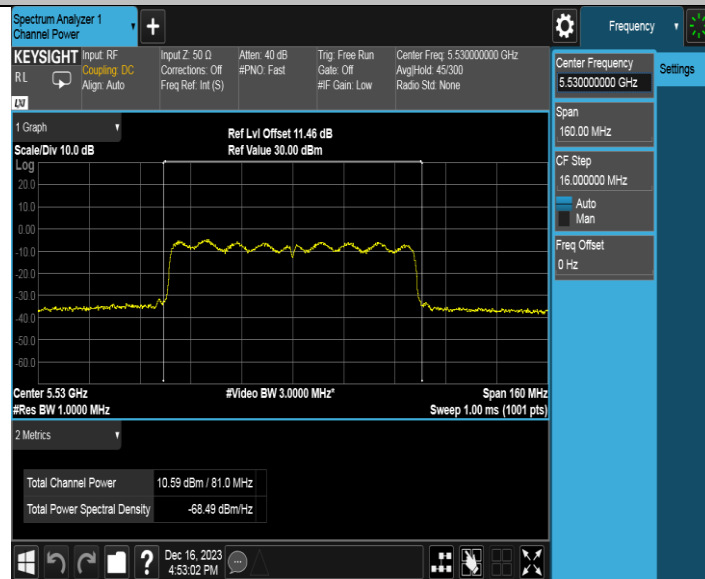 Spectrum Analyzer 1
Channel Power
+
Frequency
KEYSIGHT
RL
LXI
Input: RF
Coupling: DC
Align: Auto
Input Z: 50 Ω
Corrections: Off
Freq Ref: Int (S)
Atten: 40 dB
#PNO: Fast
Trig: Free Run
Gate: Off
#IF Gain: Low
Center Freq: 5.530000000 GHz
Avg|Hold: 45/300
Radio Std: None
Center Frequency
5.530000000 GHz
Settings
Span
160.00 MHz
CF Step
16.000000 MHz
Auto
Man
Freq Offset
0 Hz
1 Graph
Scale/Div 10.0 dB
Ref Lvl Offset 11.46 dB
Ref Value 30.00 dBm
Log
20.0
10.0
0.00
-10.0
-20.0
-30.0
-40.0
-50.0
-60.0
Center 5.53 GHz
#Res BW 1.0000 MHz
#Video BW 3.0000 MHz*
Span 160 MHz
Sweep 1.00 ms (1001 pts)
2 Metrics
Total Channel Power 10.59 dBm / 81.0 MHz
Total Power Spectral Density -68.49 dBm/Hz
?
Dec 16, 2023
4:53:02 PM